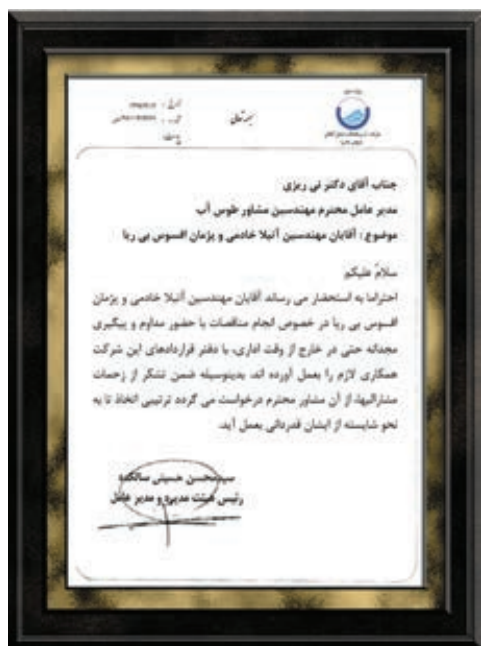 بسمه تعالی
جناب آقای دکتر نی ریزی
مدیر عامل محترم مهندسین مشاور طوس آب
موضوع : آقایان مهندسین آتیلا خادمی و پژمان افسوس بی ریا
سلامٌ علیکم
احتراما به استحضار می رساند آقایان مهندسین آتیلا خادمی و پژمان
افسوس بی ریا در خصوص انجام مناقصات با حضور مداوم و پیگیری
مجدانه حتی در خارج از وقت اداری، با دفتر قراردادهای این شرکت
همکاری لازم را بعمل آورده اند. بدینوسیله ضمن تشکر از زحمات
مشارالیها، از آن مشاور محترم درخواست می گردد ترتیبی اتخاذ تا به
نحو شایسته از ایشان قدردانی بعمل آید.
سید محسن حسینی
رئیس هیئت مدیره و مدیر عامل